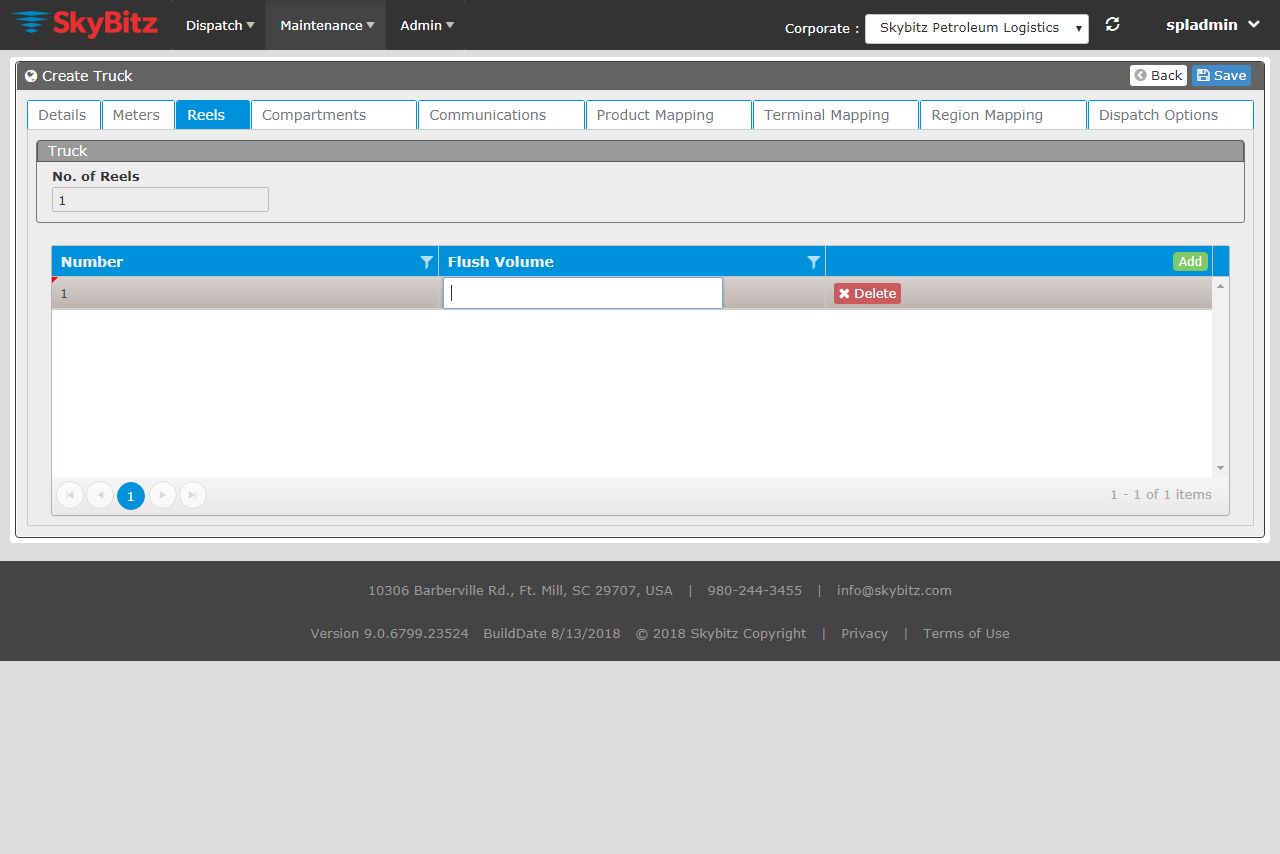 SkyBitz Dispatch Maintenance Admin Corporate : Skybitz Petroleum Logistics spladmin
Create Truck Back Save
Details Meters Reels Compartments Communications Product Mapping Terminal Mapping Region Mapping Dispatch Options
Truck
No. of Reels
1
Number Flush Volume Add
1 Delete
1 1 - 1 of 1 items
10306 Barberville Rd., Ft. Mill, SC 29707, USA | 980-244-3455 | info@skybitz.com
Version 9.0.6799.23524 BuildDate 8/13/2018 © 2018 Skybitz Copyright | Privacy | Terms of Use